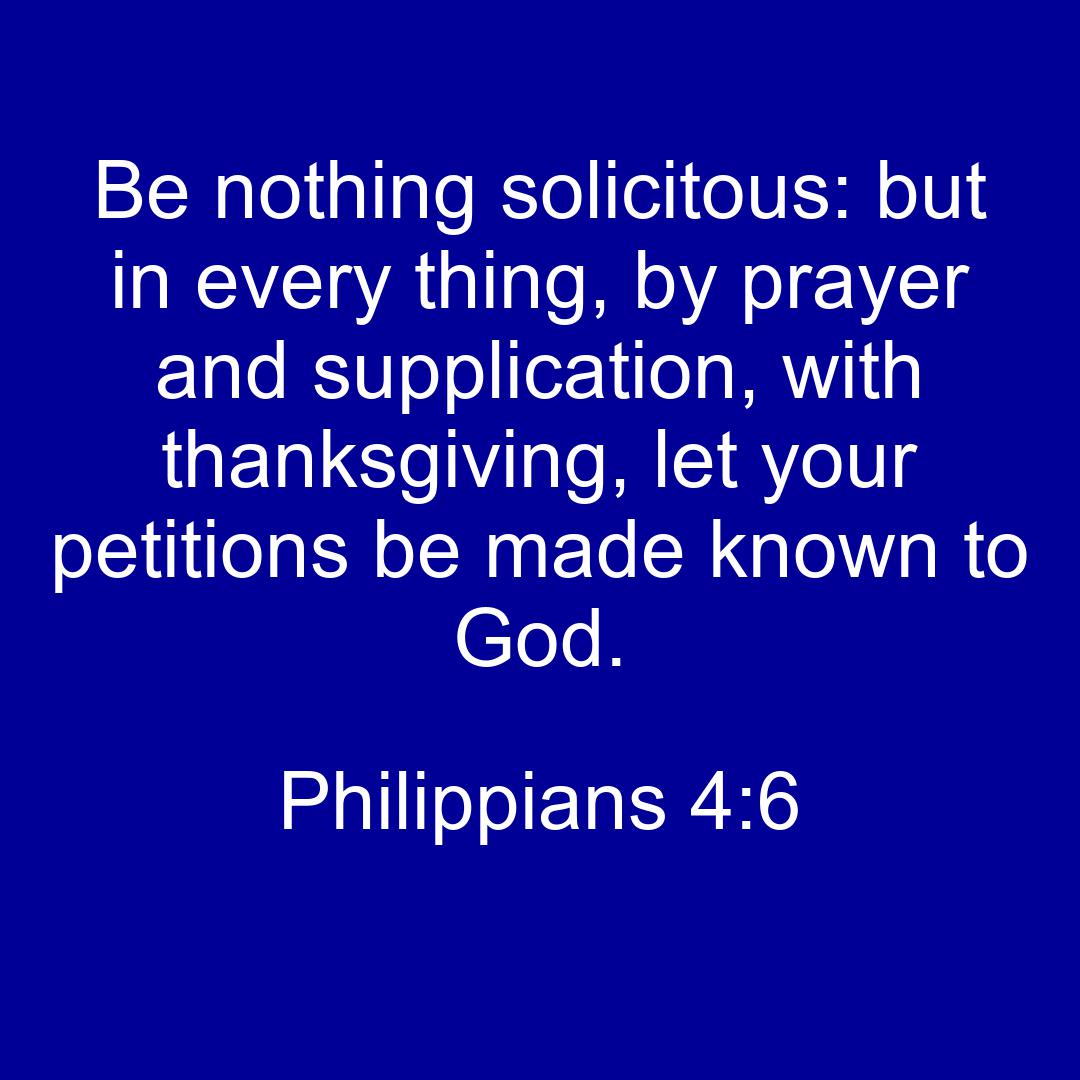 Be nothing solicitous: but
in every thing, by prayer
and supplication, with
thanksgiving, let your
petitions be made known to
God.
Philippians 4:6